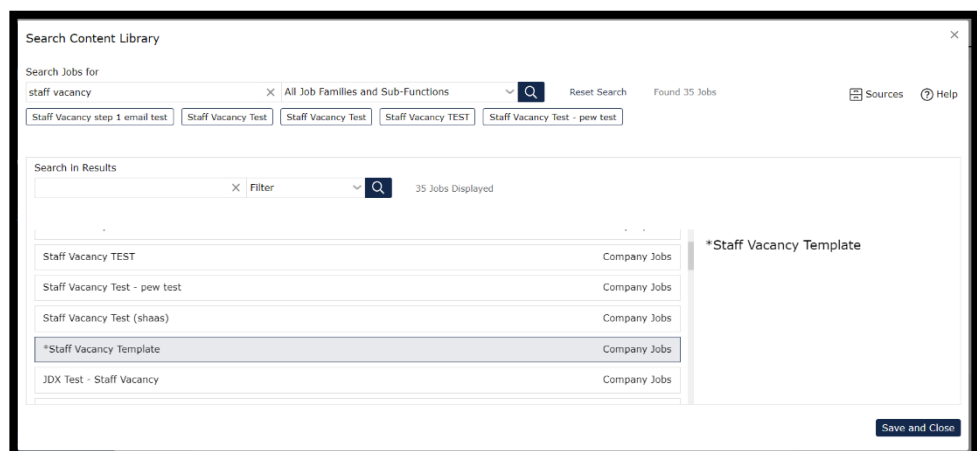 Search Content Library
Search Jobs for
staff vacancy All Job Families and Sub-Functions Reset Search Found 35 Jobs Sources Help
Staff Vacancy step 1 email test Staff Vacancy Test Staff Vacancy Test Staff Vacancy TEST Staff Vacancy Test - pew test
Search in Results
Filter 35 Jobs Displayed
*Staff Vacancy Template
Staff Vacancy TEST Company Jobs
Staff Vacancy Test - pew test Company Jobs
Staff Vacancy Test (shaas) Company Jobs
*Staff Vacancy Template Company Jobs
JDX Test - Staff Vacancy Company Jobs
Save and Close